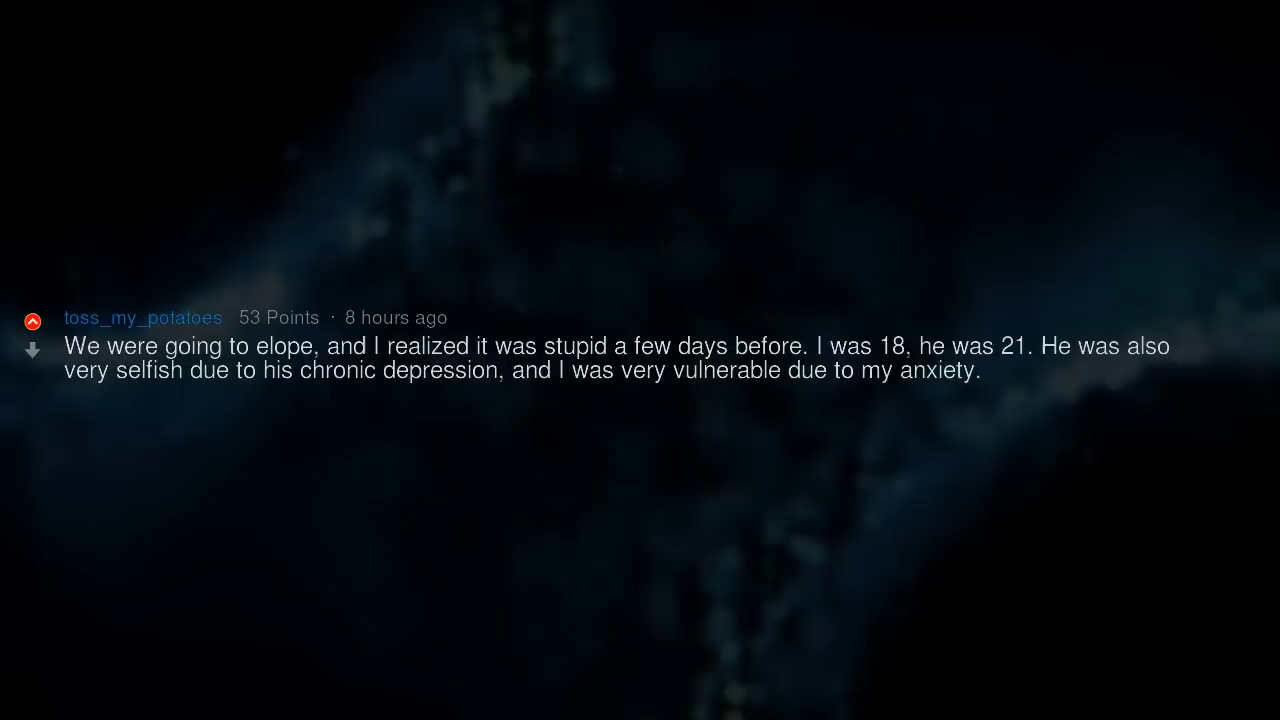 toss_my_potatoes 53 Points · 8 hours ago
We were going to elope, and I realized it was stupid a few days before. I was 18, he was 21. He was also
very selfish due to his chronic depression, and I was very vulnerable due to my anxiety.